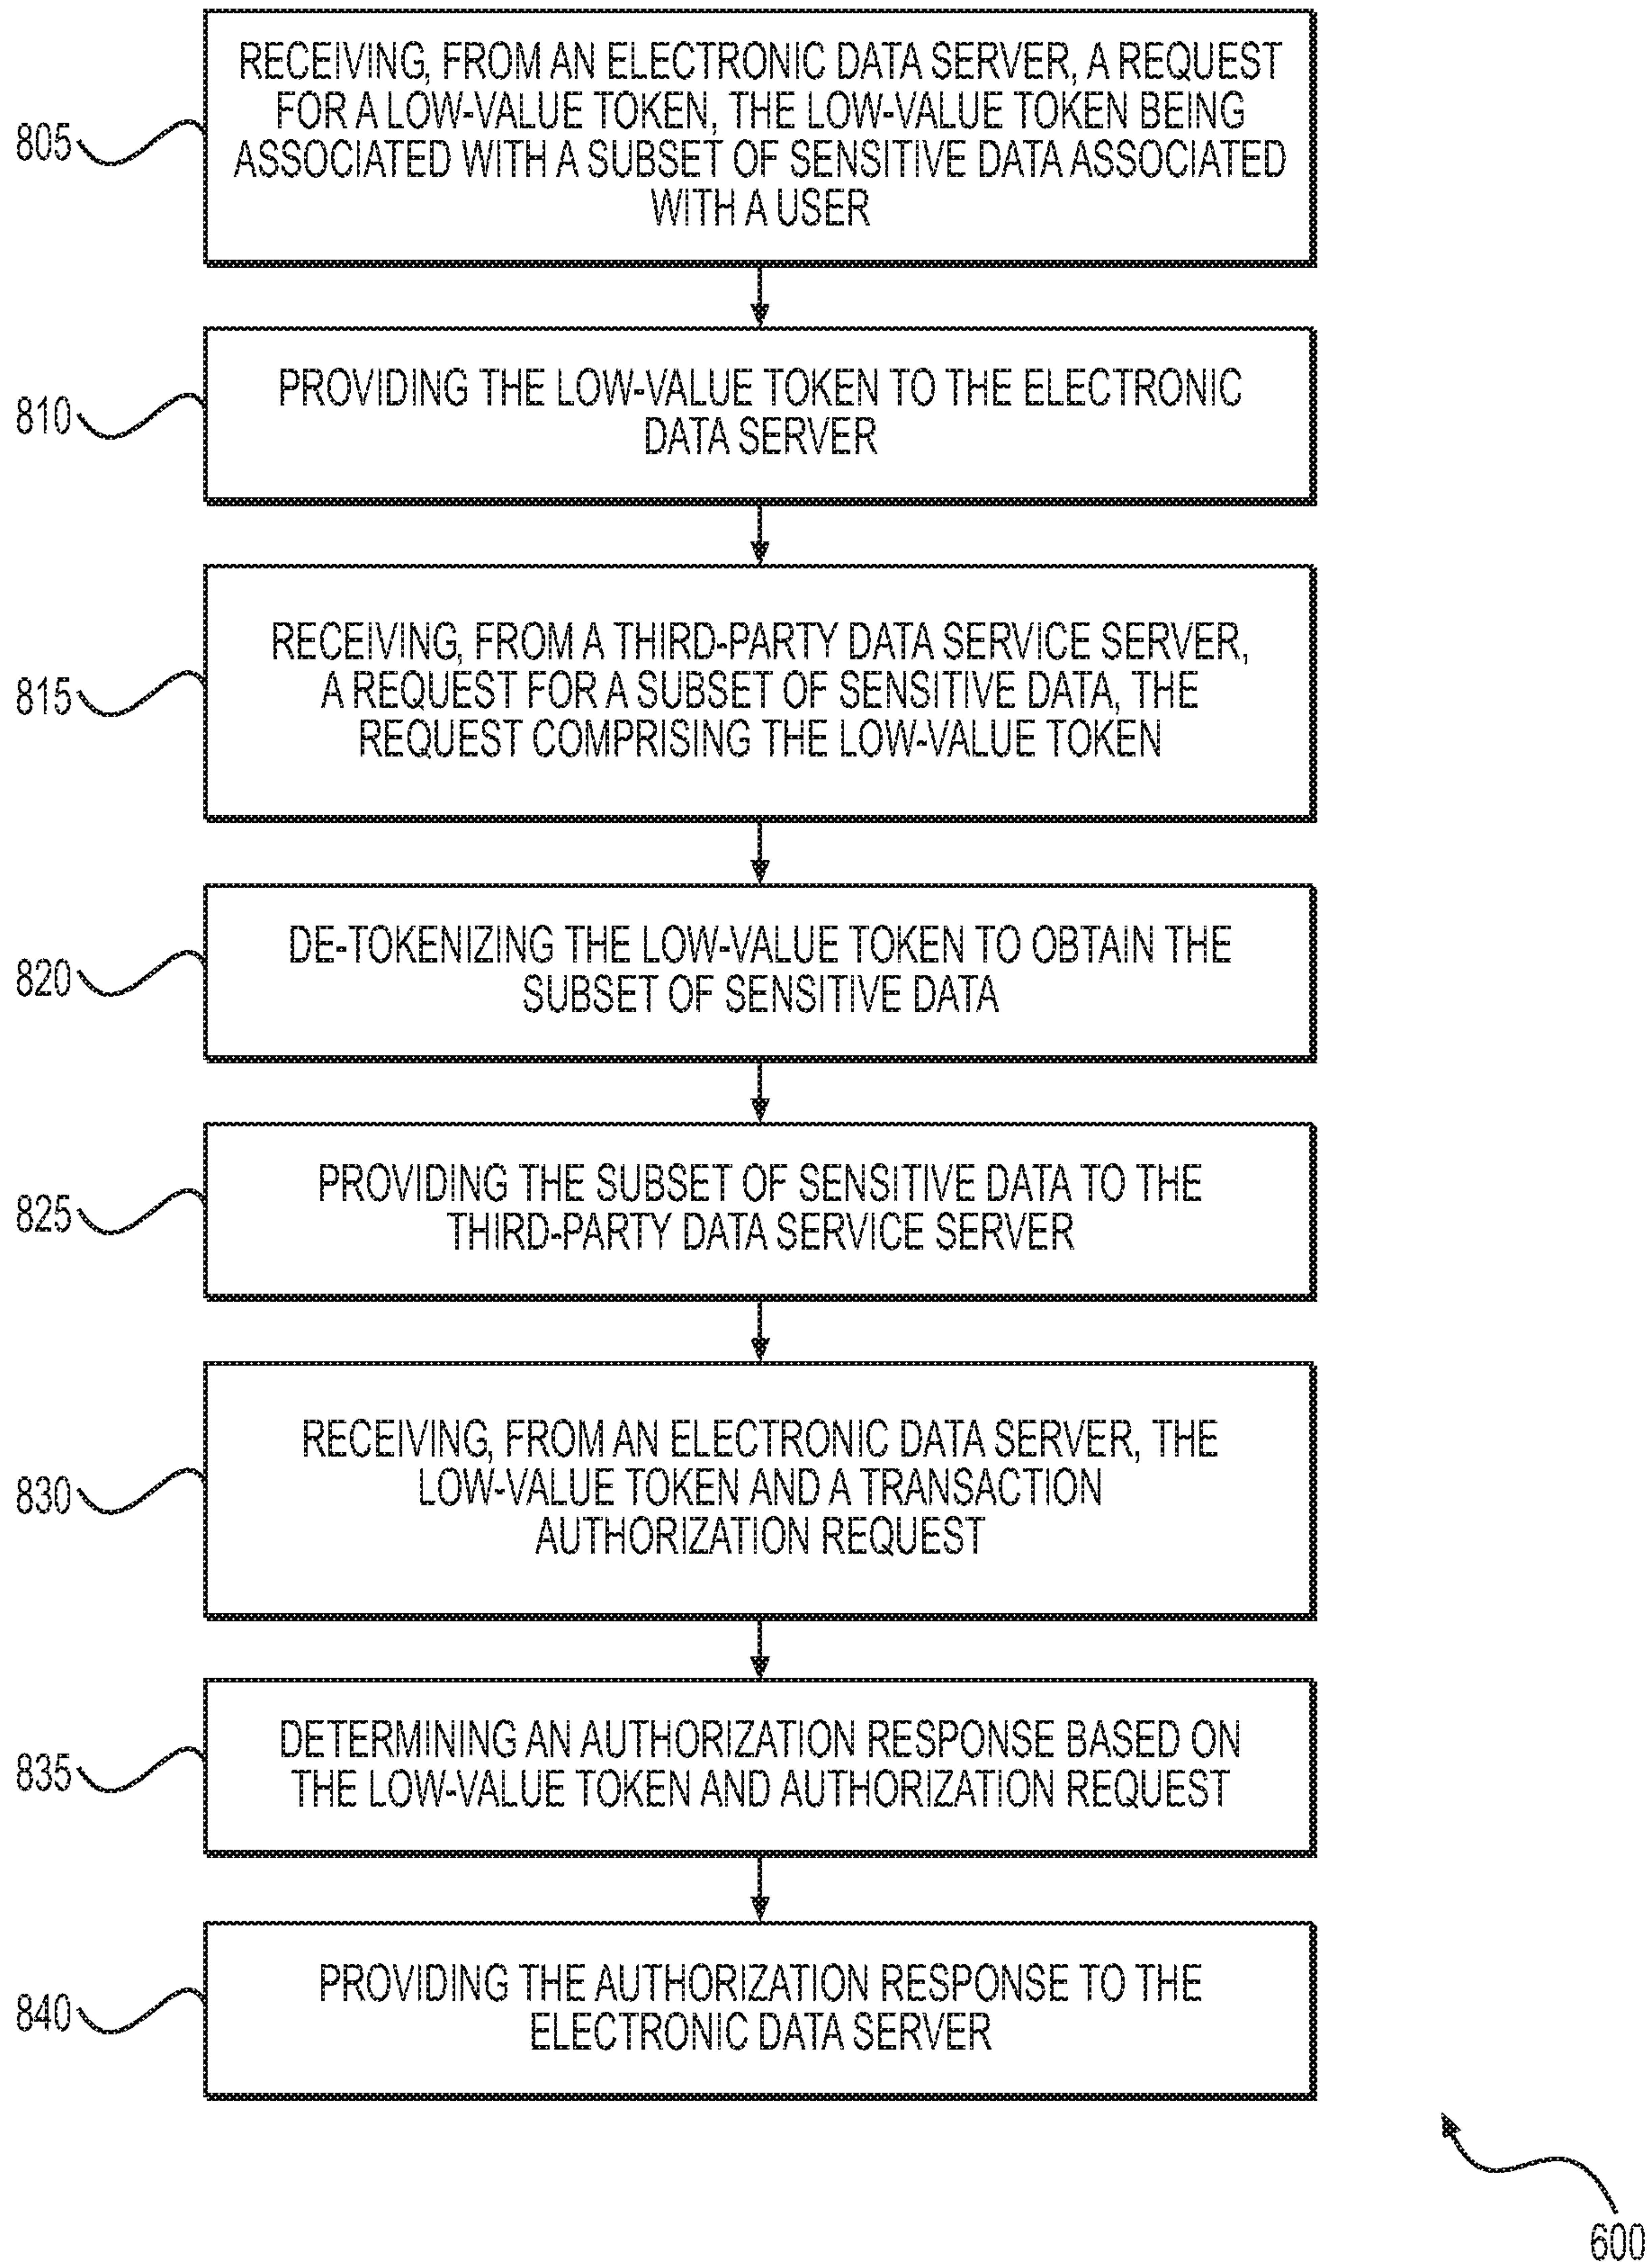 805
RECEIVING, FROM AN ELECTRONIC DATA SERVER, A REQUEST
FOR A LOW-VALUE TOKEN, THE LOW-VALUE TOKEN BEING
ASSOCIATED WITH A SUBSET OF SENSITIVE DATA ASSOCIATED
WITH A USER
810
PROVIDING THE LOW-VALUE TOKEN TO THE ELECTRONIC
DATA SERVER
815
RECEIVING, FROM A THIRD-PARTY DATA SERVICE SERVER,
A REQUEST FOR A SUBSET OF SENSITIVE DATA, THE
REQUEST COMPRISING THE LOW-VALUE TOKEN
820
DE-TOKENIZING THE LOW-VALUE TOKEN TO OBTAIN THE
SUBSET OF SENSITIVE DATA
825
PROVIDING THE SUBSET OF SENSITIVE DATA TO THE
THIRD-PARTY DATA SERVICE SERVER
830
RECEIVING, FROM AN ELECTRONIC DATA SERVER, THE
LOW-VALUE TOKEN AND A TRANSACTION
AUTHORIZATION REQUEST
835
DETERMINING AN AUTHORIZATION RESPONSE BASED ON
THE LOW-VALUE TOKEN AND AUTHORIZATION REQUEST
840
PROVIDING THE AUTHORIZATION RESPONSE TO THE
ELECTRONIC DATA SERVER
600